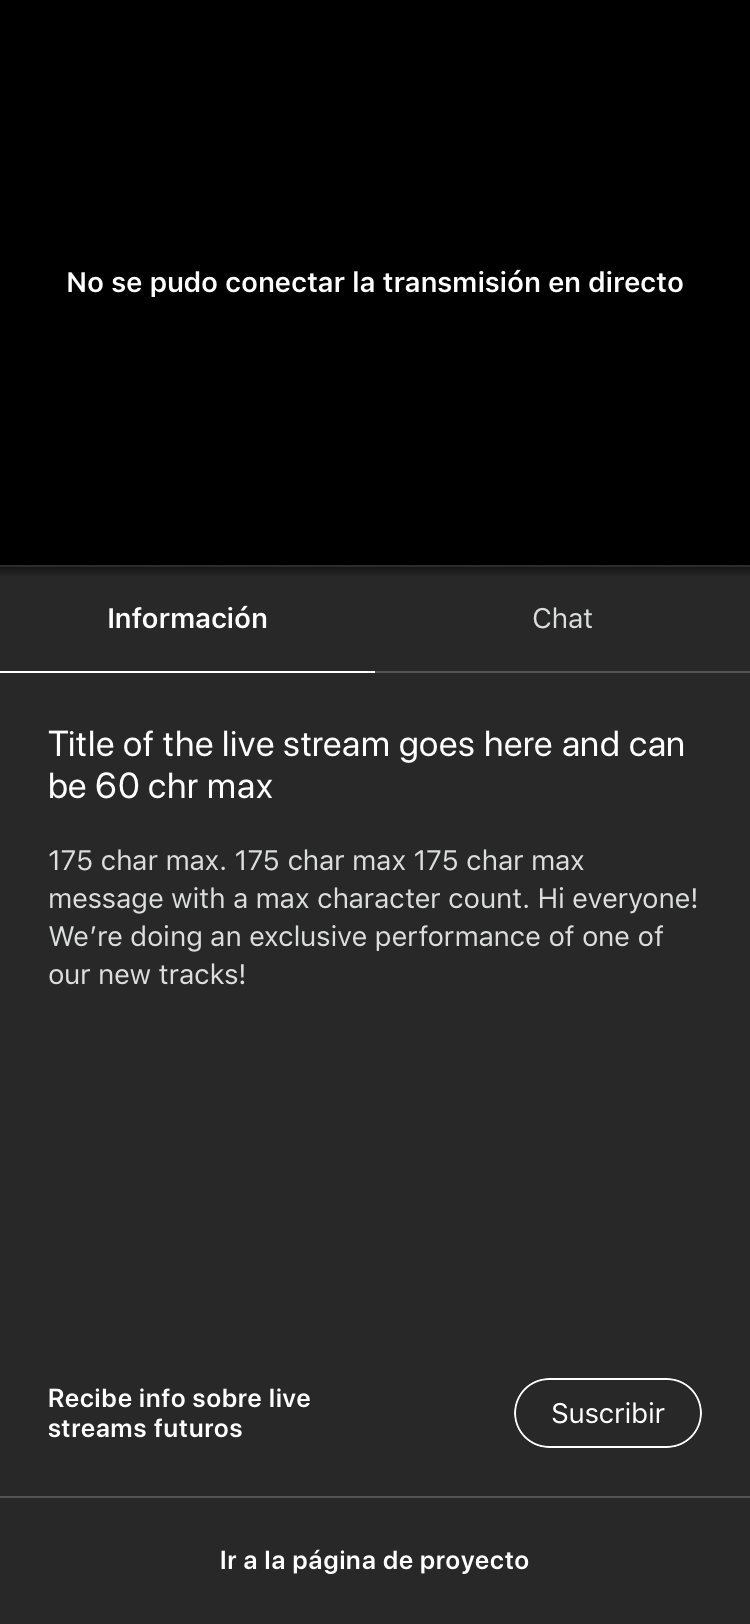 No se pudo conectar la transmisión en directo
Información
Chat
Title of the live stream goes here and can
be 60 chr max
175 char max. 175 char max 175 char max
message with a max character count. Hi everyone!
We’re doing an exclusive performance of one of
our new tracks!
Recibe info sobre live
streams futuros
Suscribir
Ir a la página de proyecto